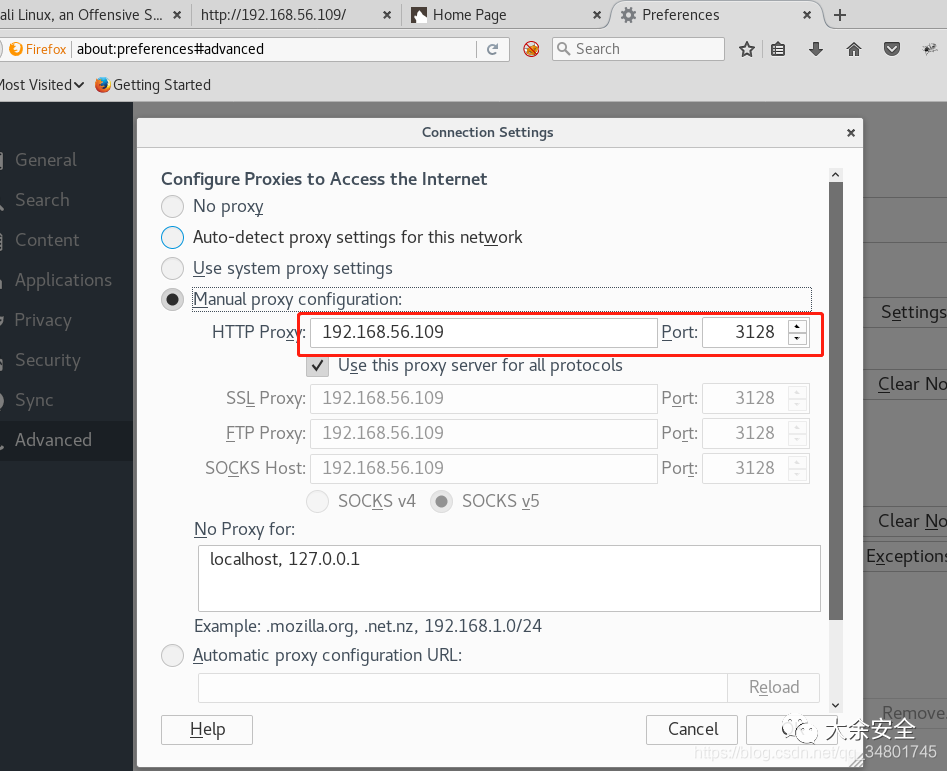 ali Linux, an Offensive S... × http://192.168.56.109/ × Home Page × Preferences × +
Firefox about:preferences#advanced Search
Most Visited Getting Started
Connection Settings ×
General
Search
Content
Applications
Privacy
Security
Sync
Advanced
Configure Proxies to Access the Internet
No proxy
Auto-detect proxy settings for this network
Use system proxy settings
Manual proxy configuration:
HTTP Proxy: 192.168.56.109 Port: 3128
Use this proxy server for all protocols
SSL Proxy: 192.168.56.109 Port: 3128
FTP Proxy: 192.168.56.109 Port: 3128
SOCKS Host: 192.168.56.109 Port: 3128
SOCKS v4 SOCKS v5
No Proxy for:
localhost, 127.0.0.1
Example: .mozilla.org, .net.nz, 192.168.1.0/24
Automatic proxy configuration URL:
Reload
Help Cancel
Settings
Clear No
Clear No
Exceptions
Remove
大余安全
https://blog.csdn.net/qq_34801745